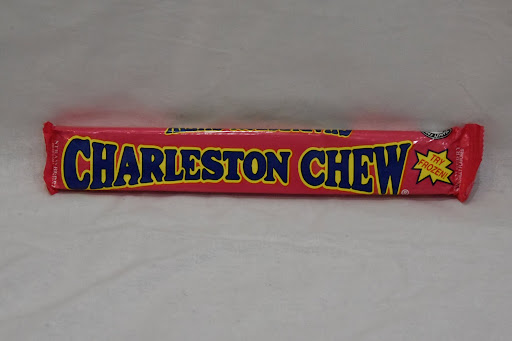 CHARLESTON CHEW
®
TRY
FROZEN!